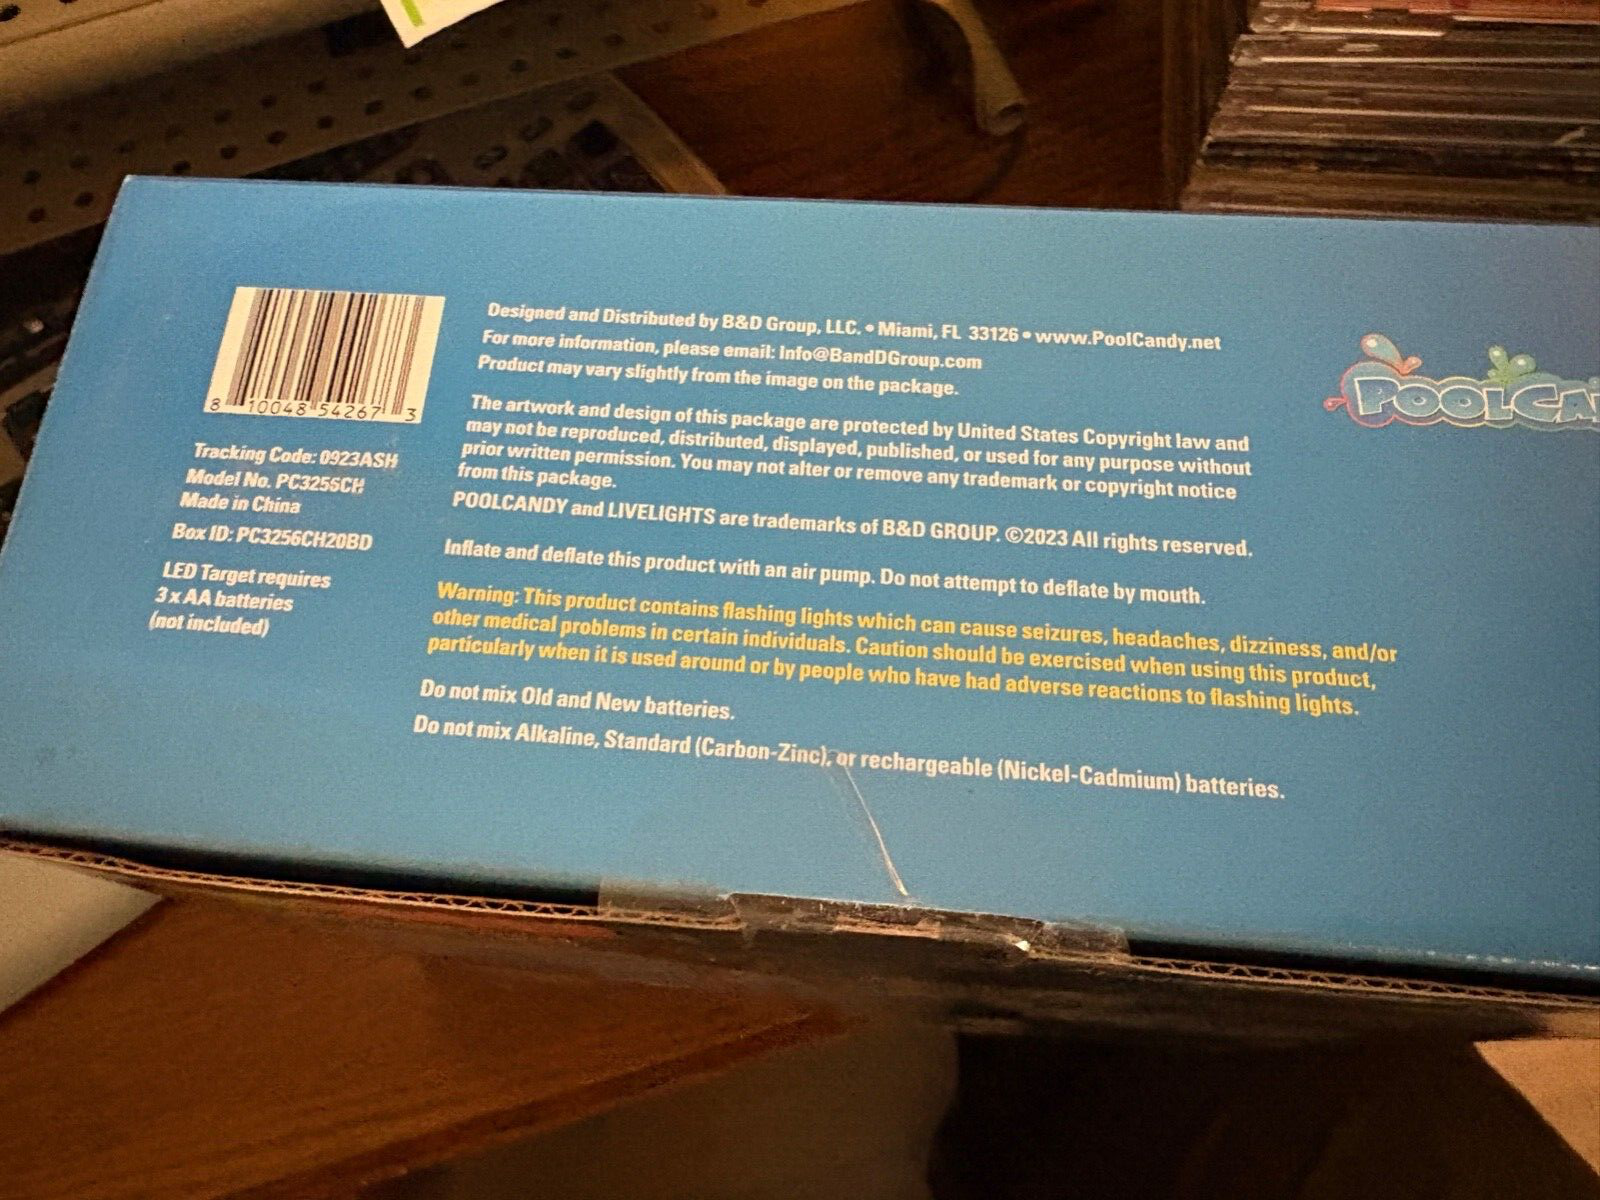 8 10048 54267 3
Tracking Code: 0923ASH
Model No. PC3255CH
Made in China
Box ID: PC3256CH20BD
LED Target requires
3 x AA batteries
(not included)
Designed and Distributed by B&D Group, LLC. • Miami, FL 33126 • www.PoolCandy.net
For more information, please email: Info@BandDGroup.com
Product may vary slightly from the image on the package.
The artwork and design of this package are protected by United States Copyright law and
may not be reproduced, distributed, displayed, published, or used for any purpose without
prior written permission. You may not alter or remove any trademark or copyright notice
from this package.
POOLCANDY and LIVELIGHTS are trademarks of B&D GROUP. ©2023 All rights reserved.
Inflate and deflate this product with an air pump. Do not attempt to deflate by mouth.
Warning: This product contains flashing lights which can cause seizures, headaches, dizziness, and/or
other medical problems in certain individuals. Caution should be exercised when using this product,
particularly when it is used around or by people who have had adverse reactions to flashing lights.
Do not mix Old and New batteries.
Do not mix Alkaline, Standard (Carbon-Zinc), or rechargeable (Nickel-Cadmium) batteries.
POOLCA